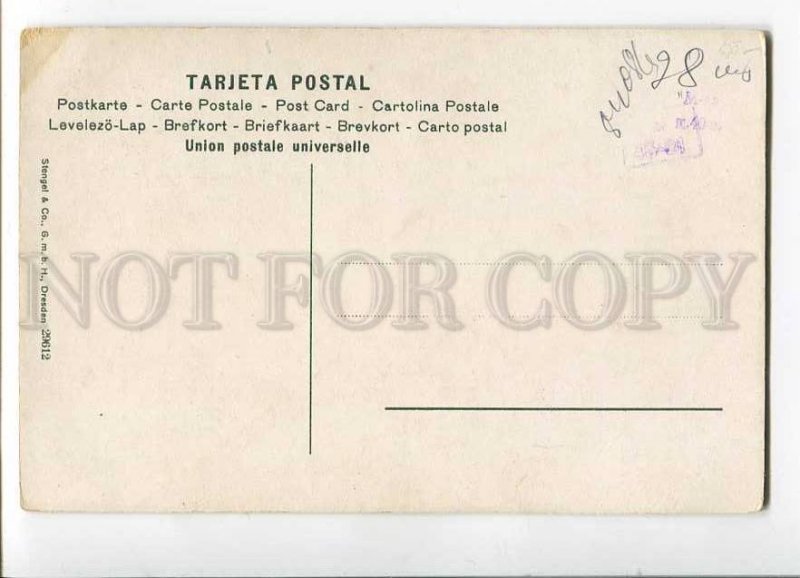 TARJETA POSTAL
Postkarte - Carte Postale - Post Card - Cartolina Postale
Levelezö-Lap - Brefkort - Briefkaart - Brevkort - Carto postal
Union postale universelle
28
Stengel & Co., G. m. b. H., Dresden 29612
NOT FOR COPY